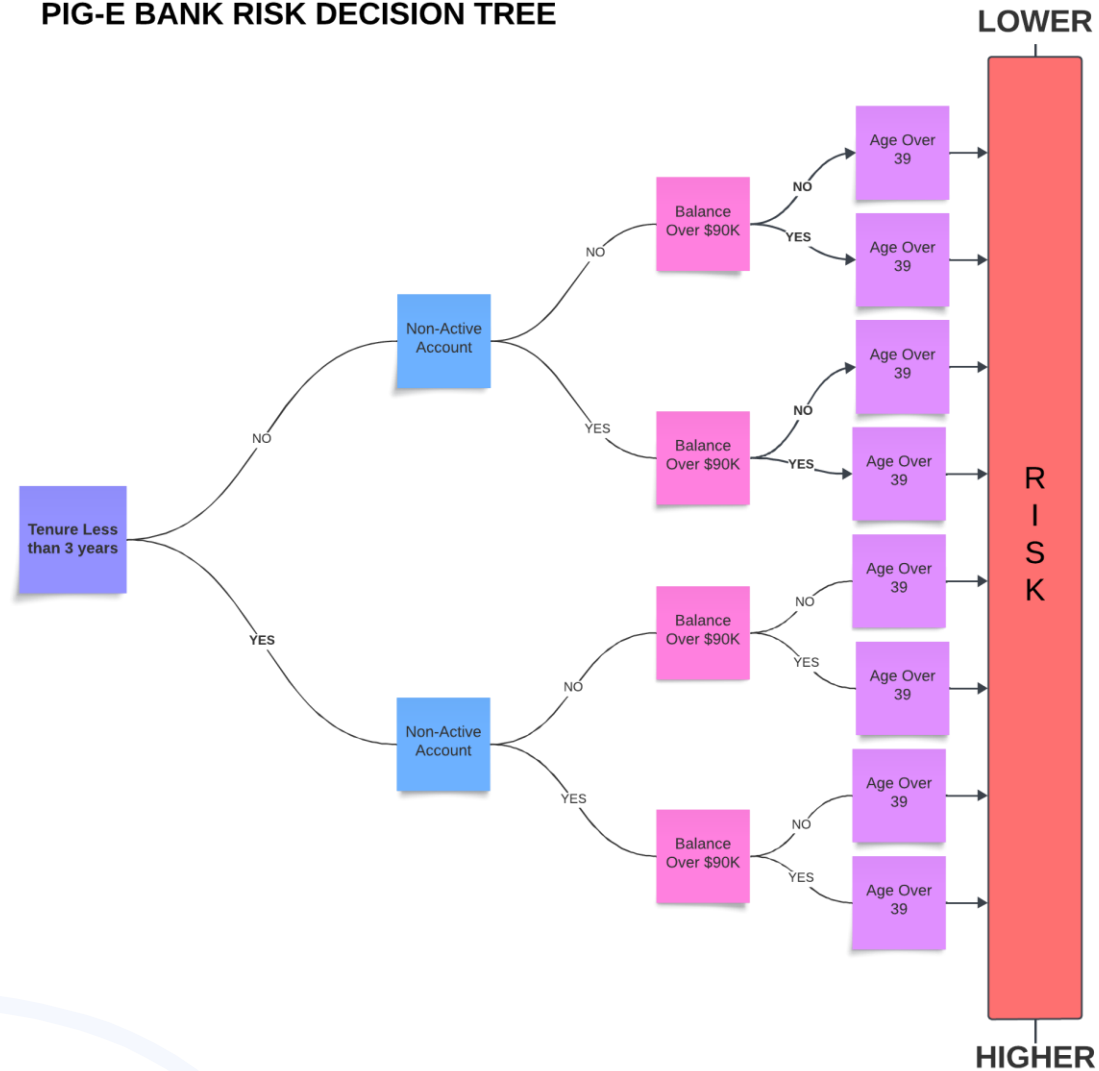 PIG-E BANK RISK DECISION TREE
LOWER
Age Over
39
NO
Balance
Over $90K
YES
Age Over
39
NO
Non-Active
Account
Age Over
39
NO
YES
Balance
Over $90K
YES
Age Over
39
NO
R
I
S
K
Tenure Less
than 3 years
Age Over
39
NO
Balance
Over $90K
YES
YES
Age Over
39
NO
Non-Active
Account
Age Over
39
YES
NO
Balance
Over $90K
YES
Age Over
39
HIGHER